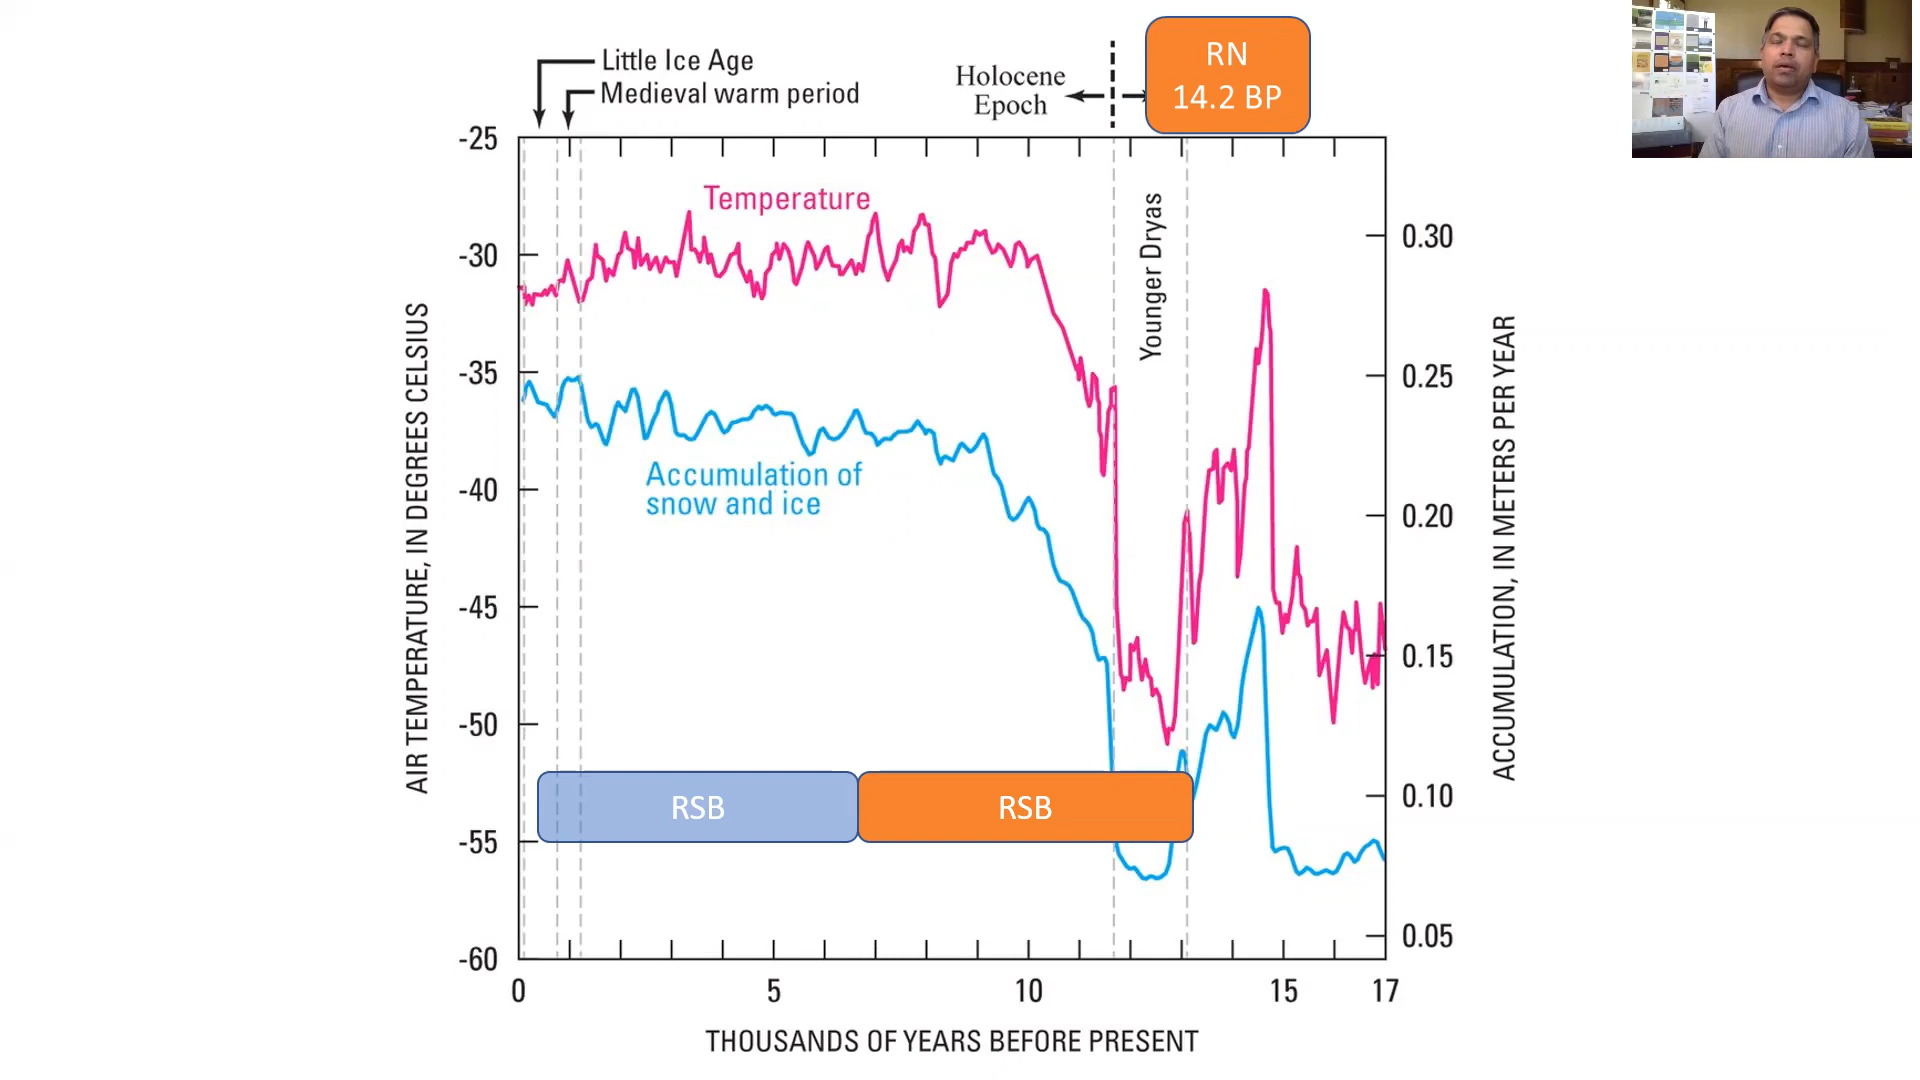 Little Ice Age
Medieval warm period
Holocene
Epoch
RN
14.2 BP
-25
-30
-35
-40
-45
-50
-55
-60
AIR TEMPERATURE, IN DEGREES CELSIUS
Temperature
Younger Dryas
Accumulation of
snow and ice
RSB
RSB
0.30
0.25
0.20
0.15
0.10
0.05
ACCUMULATION, IN METERS PER YEAR
0
5
10
15
17
THOUSANDS OF YEARS BEFORE PRESENT